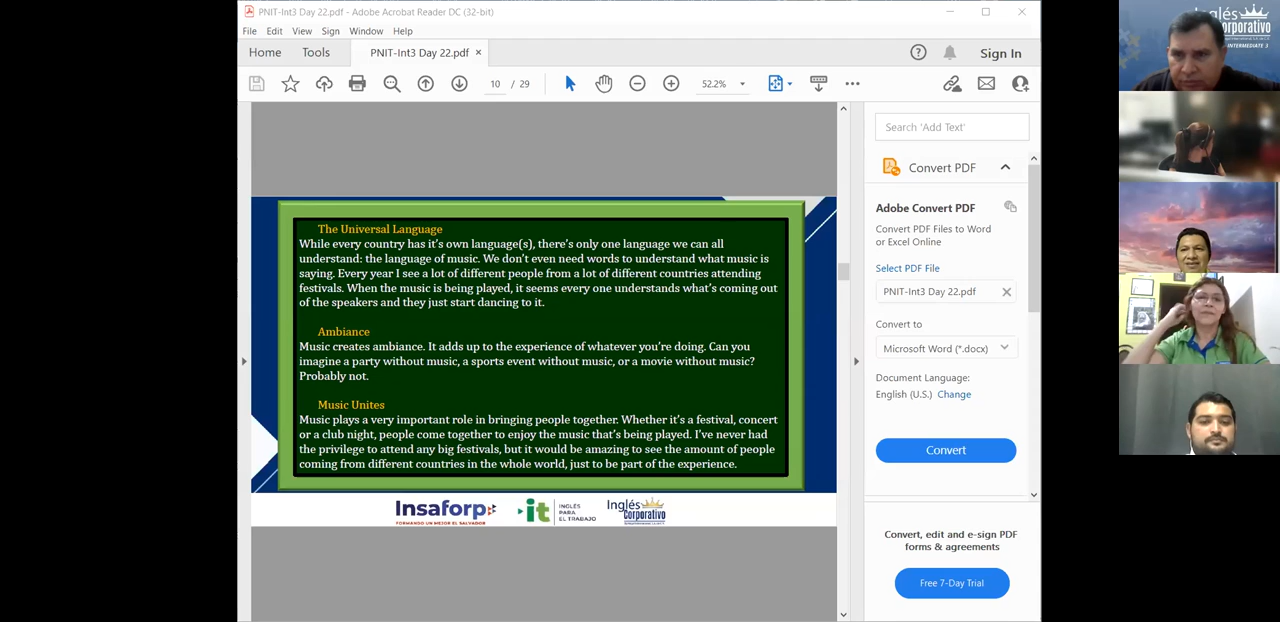 PNIT-Int3 Day 22.pdf - Adobe Acrobat Reader DC (32-bit)
File Edit View Sign Window Help
Home Tools PNIT-Int3 Day 22.pdf × Sign In
10 / 29 52.2%
The Universal Language
While every country has it's own language(s), there's only one language we can all
understand: the language of music. We don't even need words to understand what music is
saying. Every year I see a lot of different people from a lot of different countries attending
festivals. When the music is being played, it seems every one understands what's coming out
of the speakers and they just start dancing to it.
Ambiance
Music creates ambiance. It adds up to the experience of whatever you're doing. Can you
imagine a party without music, a sports event without music, or a movie without music?
Probably not.
Music Unites
Music plays a very important role in bringing people together. Whether it's a festival, concert
or a club night, people come together to enjoy the music that's being played. I've never had
the privilege to attend any big festivals, but it would be amazing to see the amount of people
coming from different countries in the whole world, just to be part of the experience.
Insaforp
FORMANDO UN MEJOR EL SALVADOR
it
INGLÉS
PARA
EL TRABAJO
Inglés
Corporativo
Search 'Add Text'
Convert PDF
Adobe Convert PDF
Convert PDF Files to Word
or Excel Online
Select PDF File
PNIT-Int3 Day 22.pdf
Convert to
Microsoft Word (*.docx)
Document Language:
English (U.S.) Change
Convert
Convert, edit and e-sign PDF
forms & agreements
Free 7-Day Trial
INTERMEDIATE 3